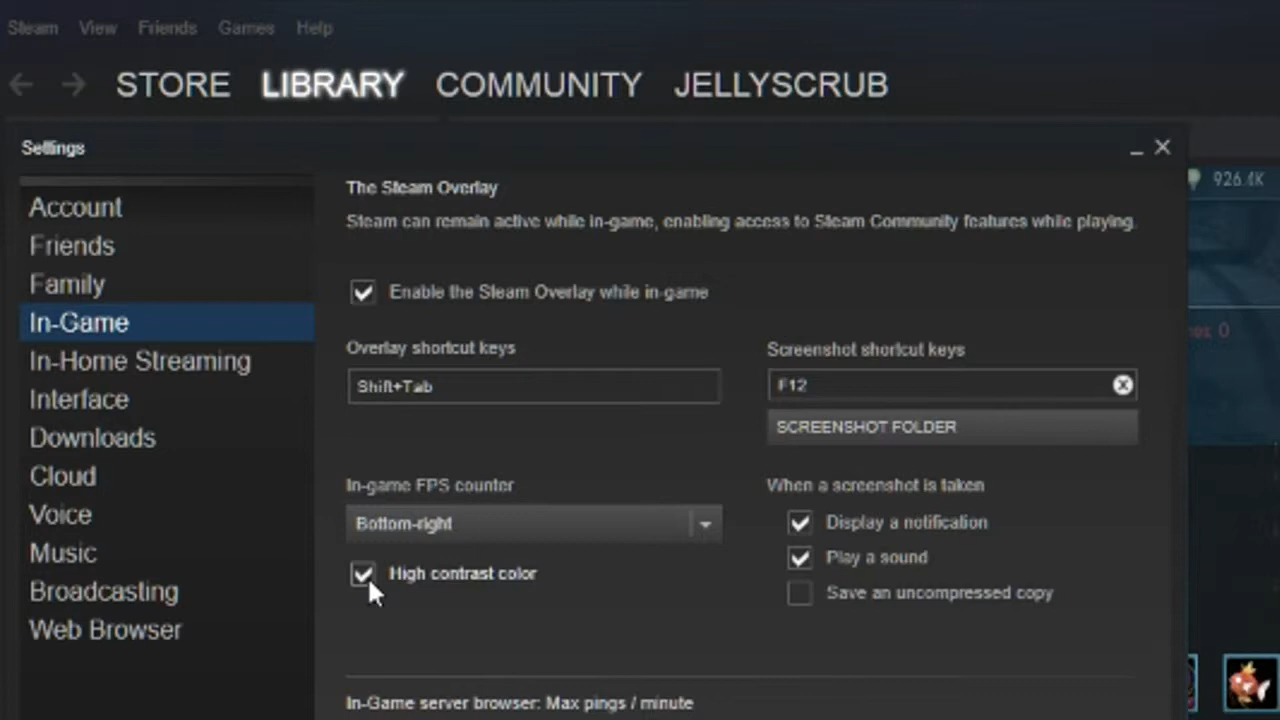 Steam View Friends Games Help
STORE LIBRARY COMMUNITY JELLYSCRUB
Settings
926.4K
Account
Friends
Family
In-Game
In-Home Streaming
Interface
Downloads
Cloud
Voice
Music
Broadcasting
Web Browser
The Steam Overlay
Steam can remain active while in-game, enabling access to Steam Community features while playing.
Enable the Steam Overlay while in-game
Overlay shortcut keys
Shift+Tab
Screenshot shortcut keys
F12
SCREENSHOT FOLDER
In-game FPS counter
Bottom-right
High contrast color
When a screenshot is taken
Display a notification
Play a sound
Save an uncompressed copy
In-Game server browser: Max pings / minute
0